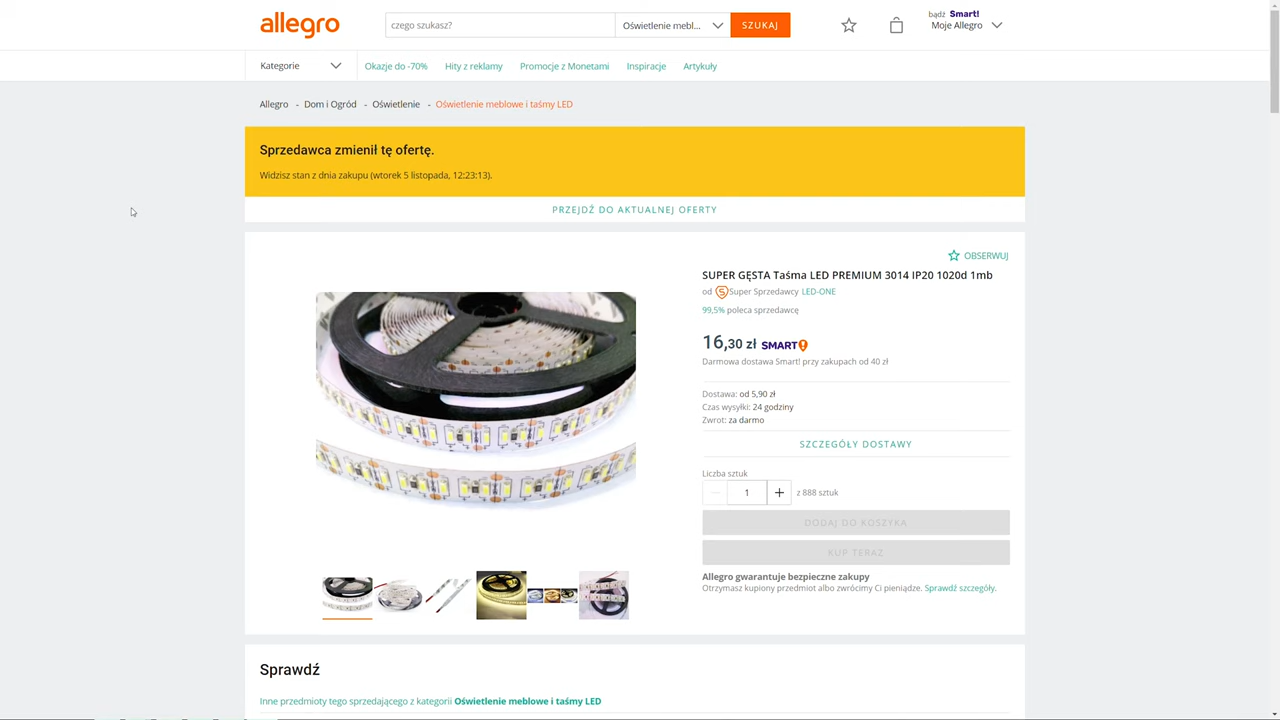 allegro
czego szukasz?
Oświetlenie mebl...
SZUKAJ
bądź Smart!
Moje Allegro
Kategorie
Okazje do -70%
Hity z reklamy
Promocje z Monetami
Inspiracje
Artykuły
Allegro - Dom i Ogród - Oświetlenie - Oświetlenie meblowe i taśmy LED
Sprzedawca zmienił tę ofertę.
Widzisz stan z dnia zakupu (wtorek 5 listopada, 12:23:13).
PRZEJDŹ DO AKTUALNEJ OFERTY
OBSERWUJ
SUPER GĘSTA Taśma LED PREMIUM 3014 IP20 1020d 1mb
od Super Sprzedawcy LED-ONE
99,5% poleca sprzedawcę
16,30 zł SMART!
Darmowa dostawa Smart! przy zakupach od 40 zł
Dostawa: od 5,90 zł
Czas wysyłki: 24 godziny
Zwrot: za darmo
SZCZEGÓŁY DOSTAWY
Liczba sztuk
1 z 888 sztuk
DODAJ DO KOSZYKA
KUP TERAZ
Allegro gwarantuje bezpieczne zakupy
Otrzymasz kupiony przedmiot albo zwrócimy Ci pieniądze. Sprawdź szczegóły.
Sprawdź
Inne przedmioty tego sprzedającego z kategorii Oświetlenie meblowe i taśmy LED